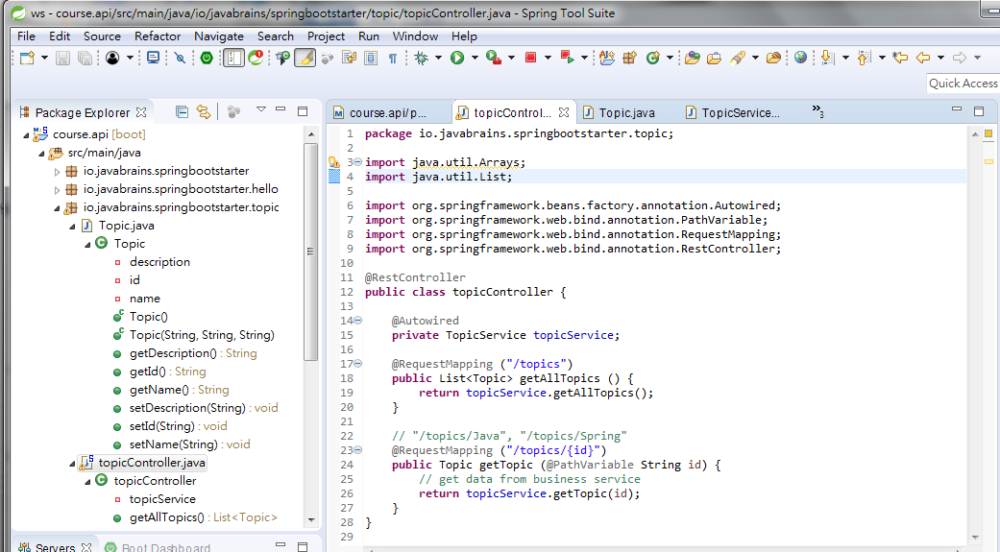 ws - course.api/src/main/java/io/javabrains/springbootstarter/topic/topicController.java - Spring Tool Suite
File Edit Source Refactor Navigate Search Project Run Window Help
Quick Access
Package Explorer
course.api [boot]
src/main/java
io.javabrains.springbootstarter
io.javabrains.springbootstarter.hello
io.javabrains.springbootstarter.topic
Topic.java
Topic
description
id
name
Topic()
Topic(String, String, String)
getDescription() : String
getId() : String
getName() : String
setDescription(String) : void
setId(String) : void
setName(String) : void
topicController.java
topicController
topicService
getAllTopics() : List<Topic>
Servers Boot Dashboard
course.api/p... topicControl... Topic.java TopicService... »3
1 package io.javabrains.springbootstarter.topic;
2
3 import java.util.Arrays;
4 import java.util.List;
5
6 import org.springframework.beans.factory.annotation.Autowired;
7 import org.springframework.web.bind.annotation.PathVariable;
8 import org.springframework.web.bind.annotation.RequestMapping;
9 import org.springframework.web.bind.annotation.RestController;
10
11 @RestController
12 public class topicController {
13
14 @Autowired
15 private TopicService topicService;
16
17 @RequestMapping ("/topics")
18 public List<Topic> getAllTopics () {
19 return topicService.getAllTopics();
20 }
21
22 // "/topics/Java", "/topics/Spring"
23 @RequestMapping ("/topics/{id}")
24 public Topic getTopic (@PathVariable String id) {
25 // get data from business service
26 return topicService.getTopic(id);
27 }
28 }
29